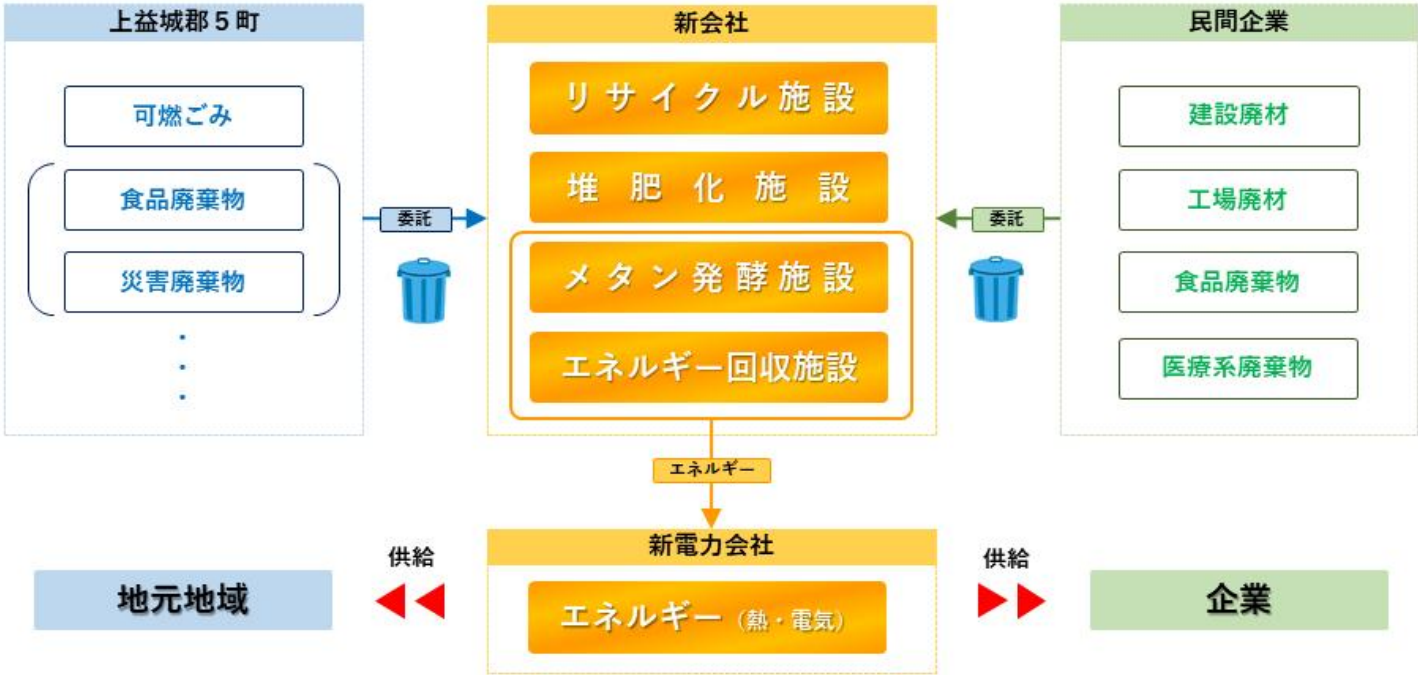 上益城郡５町
可燃ごみ
食品廃棄物
災害廃棄物
・
・
・
委託
新会社
リサイクル施設
堆肥化施設
メタン発酵施設
エネルギー回収施設
民間企業
建設廃材
工場廃材
食品廃棄物
医療系廃棄物
委託
エネルギー
新電力会社
エネルギー（熱・電気）
供給
地元地域
供給
企業